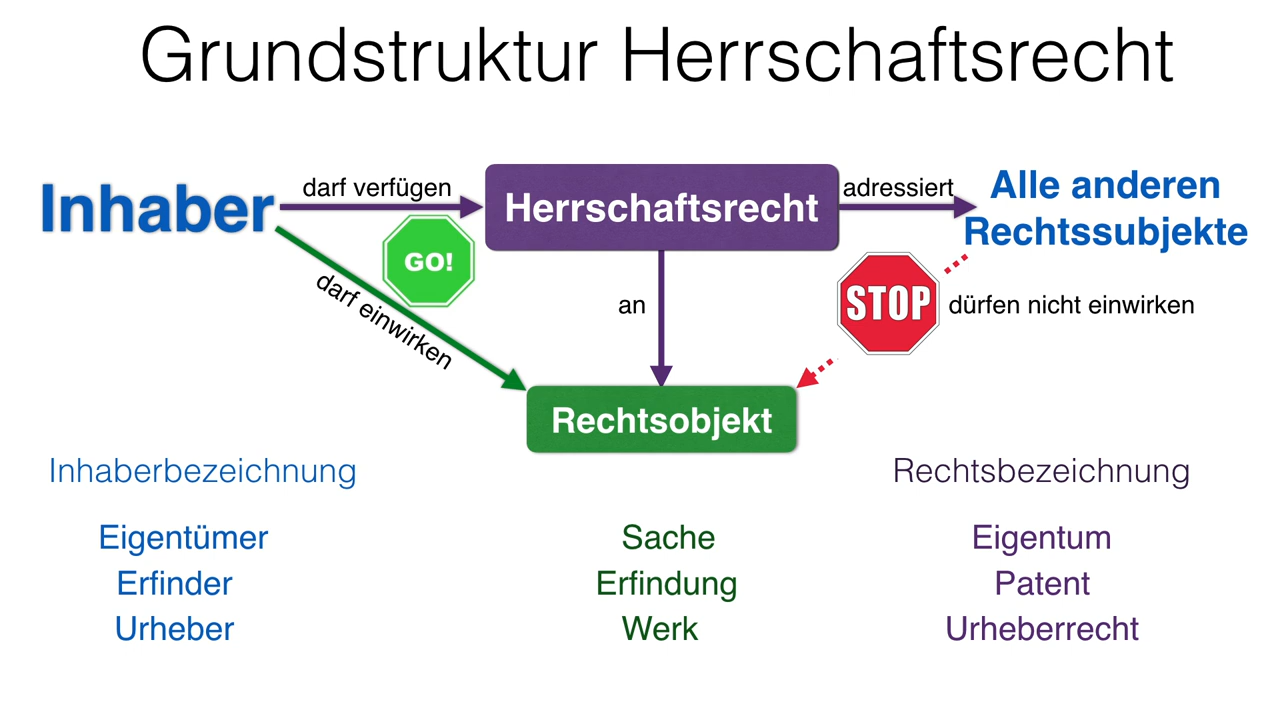 Grundstruktur Herrschaftsrecht
Inhaber
darf verfügen
Herrschaftsrecht
adressiert
Alle anderen
Rechtssubjekte
GO!
darf einwirken
an
STOP
dürfen nicht einwirken
Rechtsobjekt
Inhaberbezeichnung
Rechtsbezeichnung
Eigentümer
Sache
Eigentum
Erfinder
Erfindung
Patent
Urheber
Werk
Urheberrecht